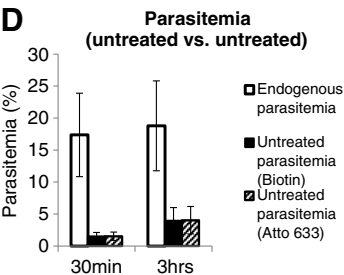 D
Parasitemia
(untreated vs. untreated)
Parasitemia (%)
30
25
20
15
10
5
0
30min
3hrs
Endogenous
parasitemia
Untreated
parasitemia
(Biotin)
Untreated
parasitemia
(Atto 633)